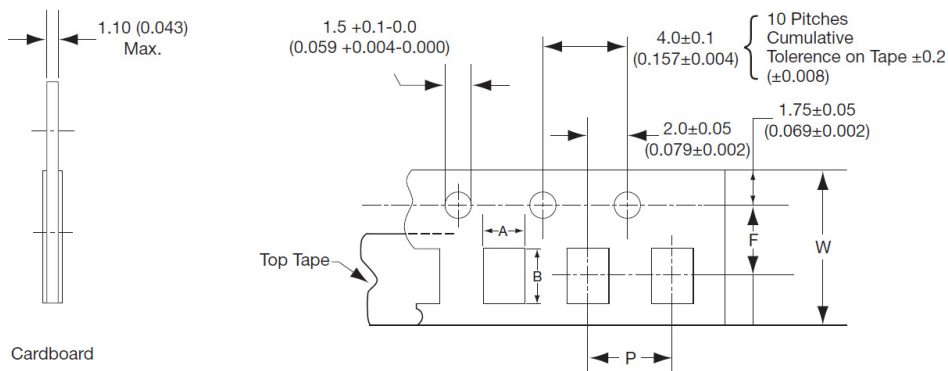 1.10 (0.043)
Max.
1.5 +0.1-0.0
(0.059 +0.004-0.000)
4.0±0.1
(0.157±0.004)
10 Pitches
Cumulative
Tolerence on Tape ±0.2
(±0.008)
2.0±0.05
(0.079±0.002)
1.75±0.05
(0.069±0.002)
A
B
F
W
Top Tape
P
Cardboard